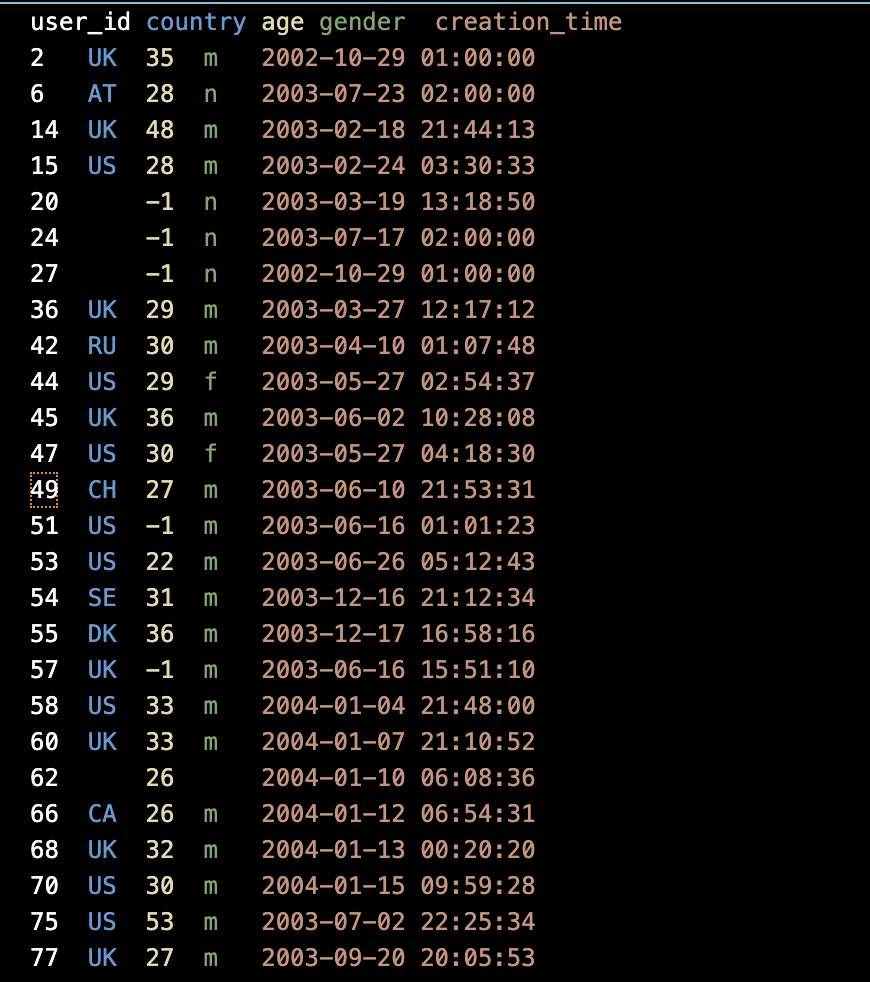 user_id country age gender creation_time
2 UK 35 m 2002-10-29 01:00:00
6 AT 28 n 2003-07-23 02:00:00
14 UK 48 m 2003-02-18 21:44:13
15 US 28 m 2003-02-24 03:30:33
20 -1 n 2003-03-19 13:18:50
24 -1 n 2003-07-17 02:00:00
27 -1 n 2002-10-29 01:00:00
36 UK 29 m 2003-03-27 12:17:12
42 RU 30 m 2003-04-10 01:07:48
44 US 29 f 2003-05-27 02:54:37
45 UK 36 m 2003-06-02 10:28:08
47 US 30 f 2003-05-27 04:18:30
49 CH 27 m 2003-06-10 21:53:31
51 US -1 m 2003-06-16 01:01:23
53 US 22 m 2003-06-26 05:12:43
54 SE 31 m 2003-12-16 21:12:34
55 DK 36 m 2003-12-17 16:58:16
57 UK -1 m 2003-06-16 15:51:10
58 US 33 m 2004-01-04 21:48:00
60 UK 33 m 2004-01-07 21:10:52
62 26 2004-01-10 06:08:36
66 CA 26 m 2004-01-12 06:54:31
68 UK 32 m 2004-01-13 00:20:20
70 US 30 m 2004-01-15 09:59:28
75 US 53 m 2003-07-02 22:25:34
77 UK 27 m 2003-09-20 20:05:53